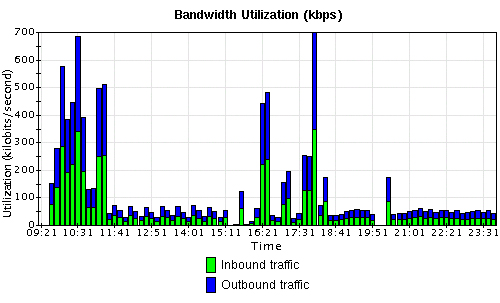 Bandwidth Utilization (kbps)
Utilization (kilobits/second)
700
600
500
400
300
200
100
0
09:21 10:31 11:41 12:51 14:01 15:11 16:21 17:31 18:41 19:51 21:01 22:21 23:31
Time
Inbound traffic
Outbound traffic